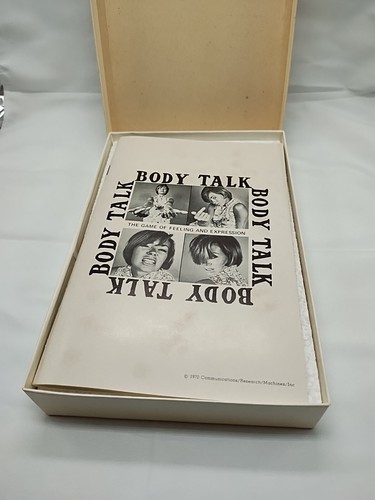 BODY TALK
BODY TALK
THE GAME OF FEELING AND EXPRESSION
BODY TALK
BODY TALK
© 1970 Communications/Research/Machines/Inc